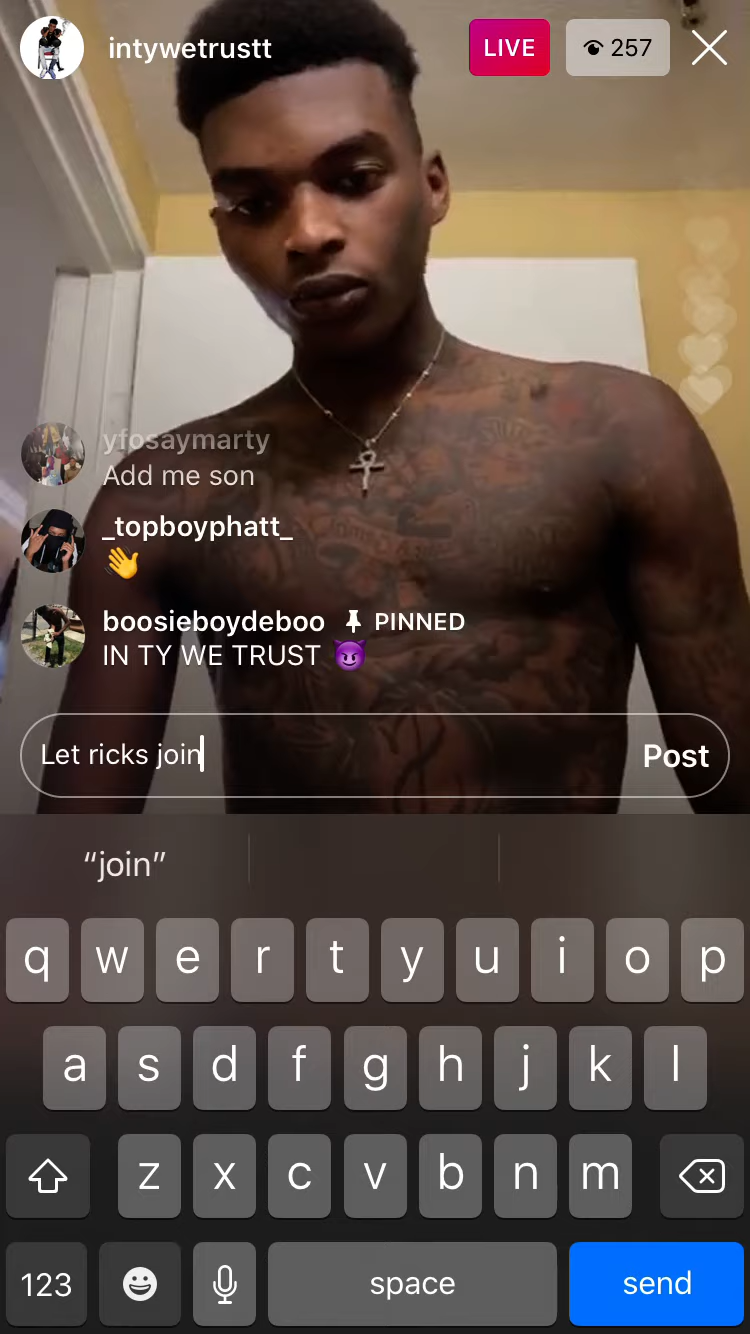 intywetrustt
LIVE
257
yfosaymarty
Add me son
_topboyphatt_
👋
boosieboydeboo PINNED
IN TY WE TRUST 😈
Let ricks join
Post
“join”
q w e r t y u i o p
a s d f g h j k l
z x c v b n m
123 space send